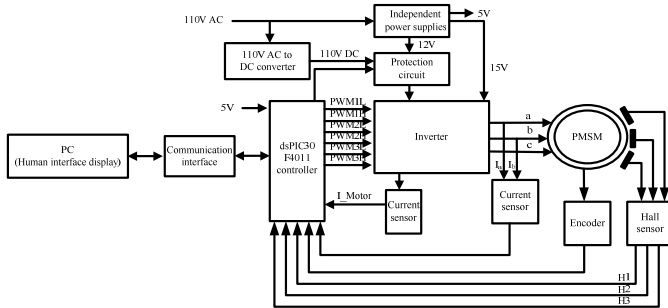 110V AC
Independent
power supplies
5V
12V
15V
110V AC to
DC converter
110V DC
Protection
circuit
5V
PWM1L
PWM1H
PWM2L
PWM2H
PWM3L
PWM3H
Inverter
a
b
c
PMSM
PC
(Human interface display)
Communication
interface
dsPIC30
F4011
controller
Ia
Ib
I_Motor
Current
sensor
Current
sensor
Encoder
Hall
sensor
H1
H2
H3